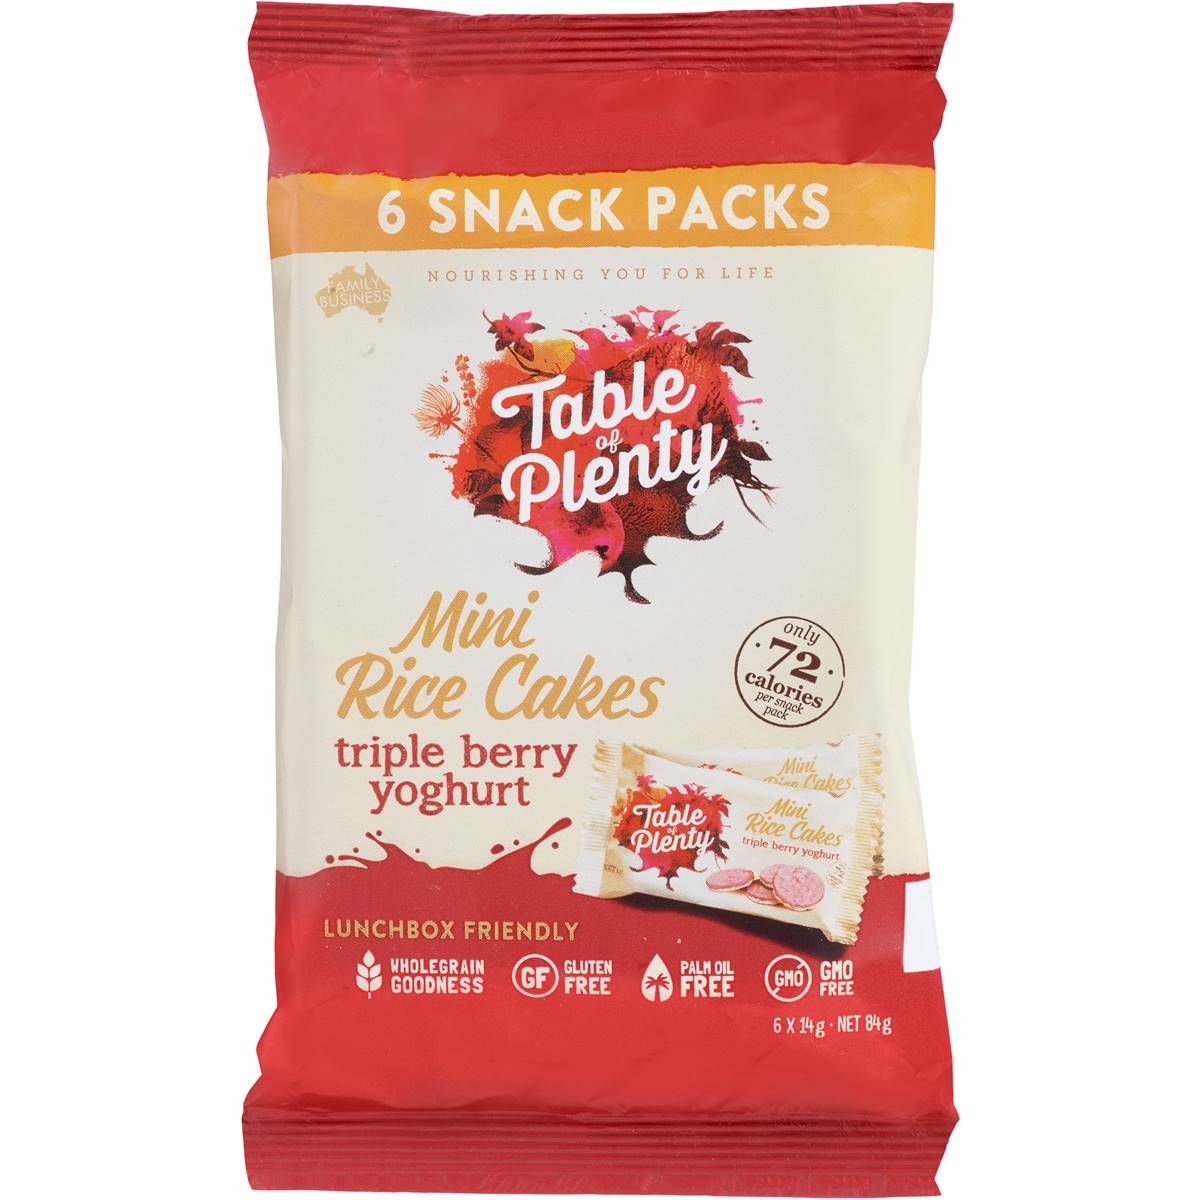 6 SNACK PACKS
NOURISHING YOU FOR LIFE
FAMILY
BUSINESS
Table
of
Plenty
Mini
Rice Cakes
triple berry
yoghurt
only
72
calories
per snack
pack
Mini
Rice Cakes
Table
of
Plenty
Mini
Rice Cakes
triple berry yoghurt
72
LUNCHBOX FRIENDLY
WHOLEGRAIN
GOODNESS
GF
GLUTEN
FREE
PALM OIL
FREE
GMO
GMO
FREE
6 X 14g · NET 84g